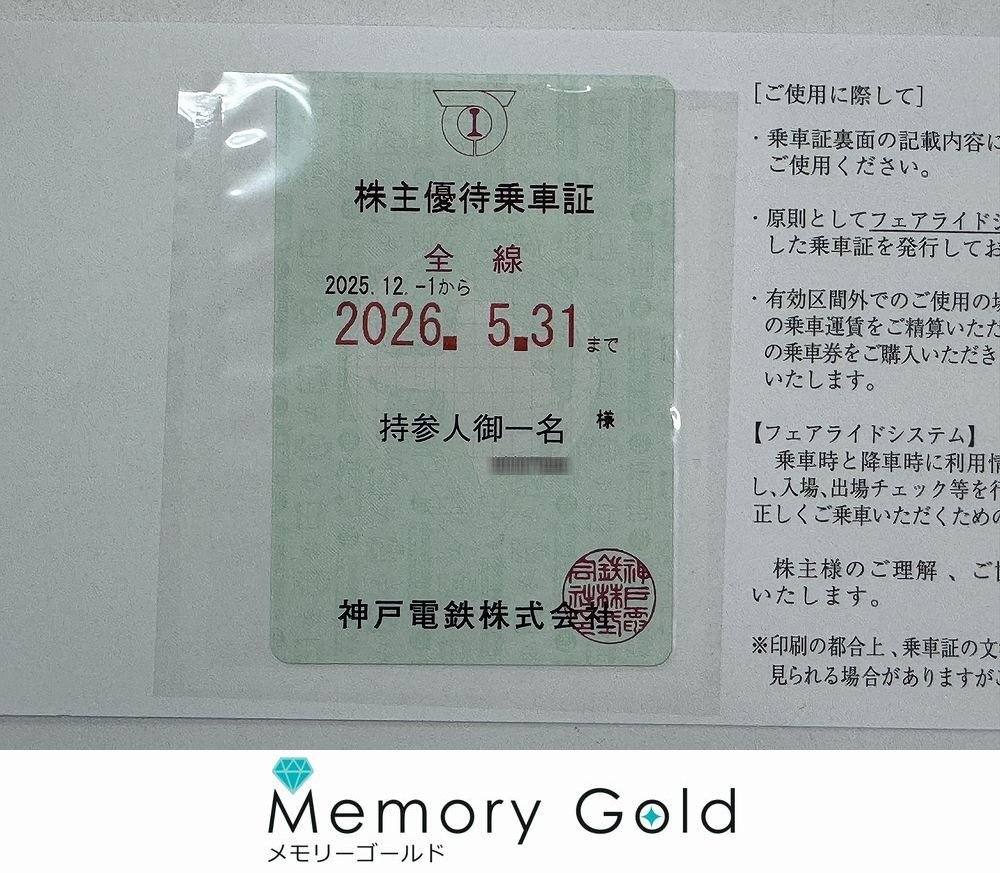 株主優待乗車証
全 線
2025.12.-1から
2026. 5.31まで
持参人御一名 様
神戸電鉄株式会社
[ご使用に際して]
・乗車証裏面の記載内容に
ご使用ください。
・原則としてフェアライドシ
した乗車証を発行してお
・有効区間外でのご使用の場
の乗車運賃をご精算いただ
の乗車券をご購入いただき
いたします。
【フェアライドシステム】
乗車時と降車時に利用情
し、入場、出場チェック等を行
正しくご乗車いただくための
株主様のご理解、ご協
いたします。
※印刷の都合上、乗車証の文
見られる場合がありますがご
Memory Gold
メモリーゴールド